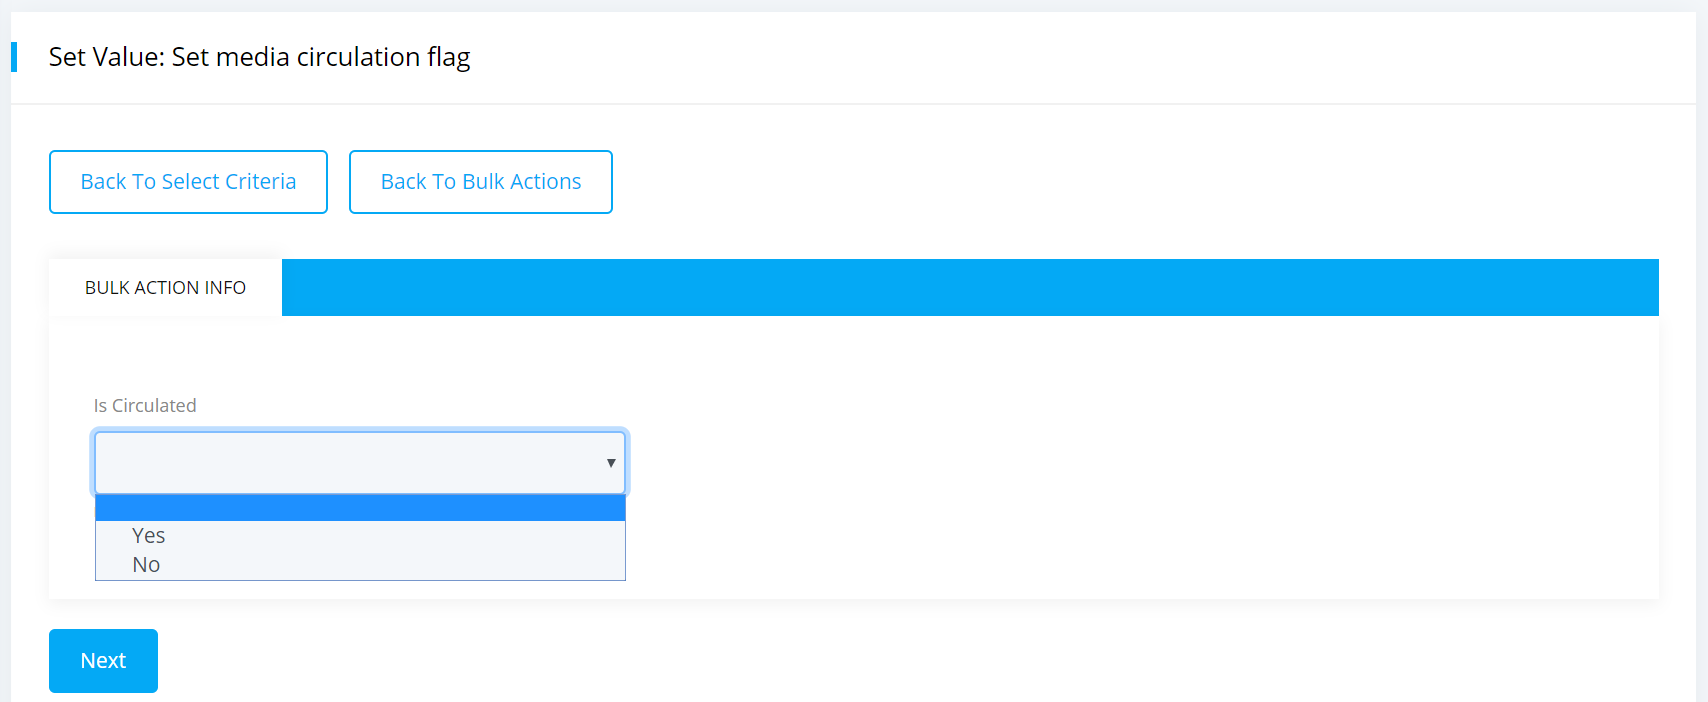 Set Value: Set media circulation flag
Back To Select Criteria
Back To Bulk Actions
BULK ACTION INFO
Is Circulated
Yes
No
Next